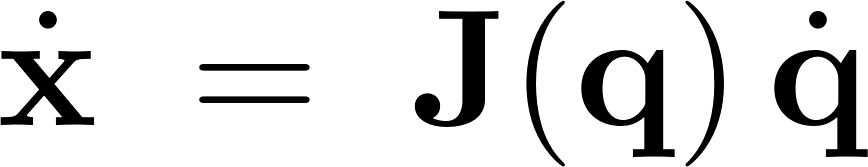 ẋ = J(q)q̇